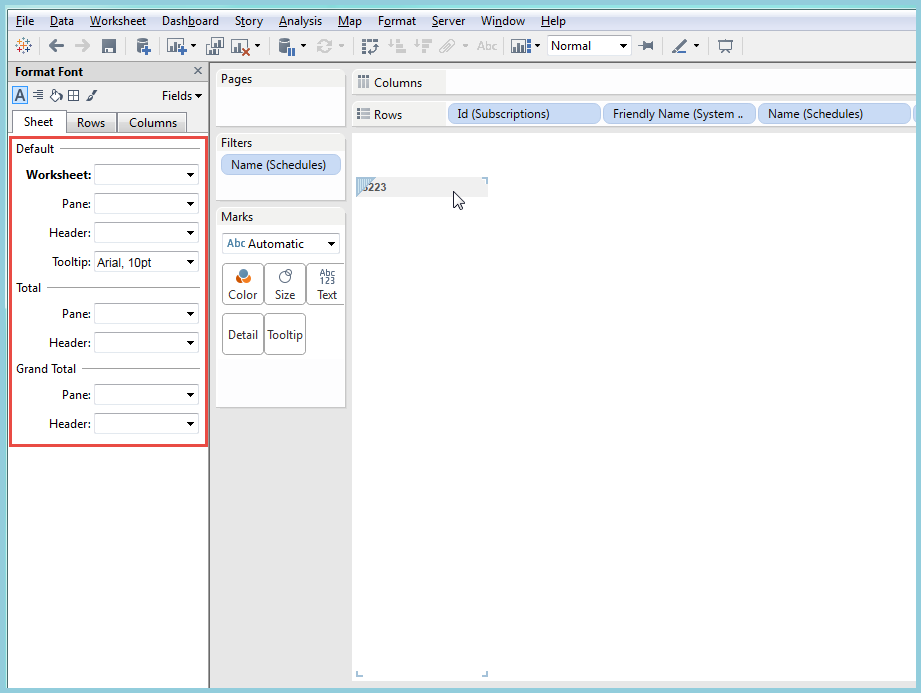 File Data Worksheet Dashboard Story Analysis Map Format Server Window Help
Abc Normal
Format Font
A Fields
Sheet Rows Columns
Default
Worksheet:
Pane:
Header:
Tooltip: Arial, 10pt
Total
Pane:
Header:
Grand Total
Pane:
Header:
Pages
Filters
Name (Schedules)
Marks
Abc Automatic
Color Size Abc 123 Text
Detail Tooltip
Columns
Rows Id (Subscriptions) Friendly Name (System .. Name (Schedules)